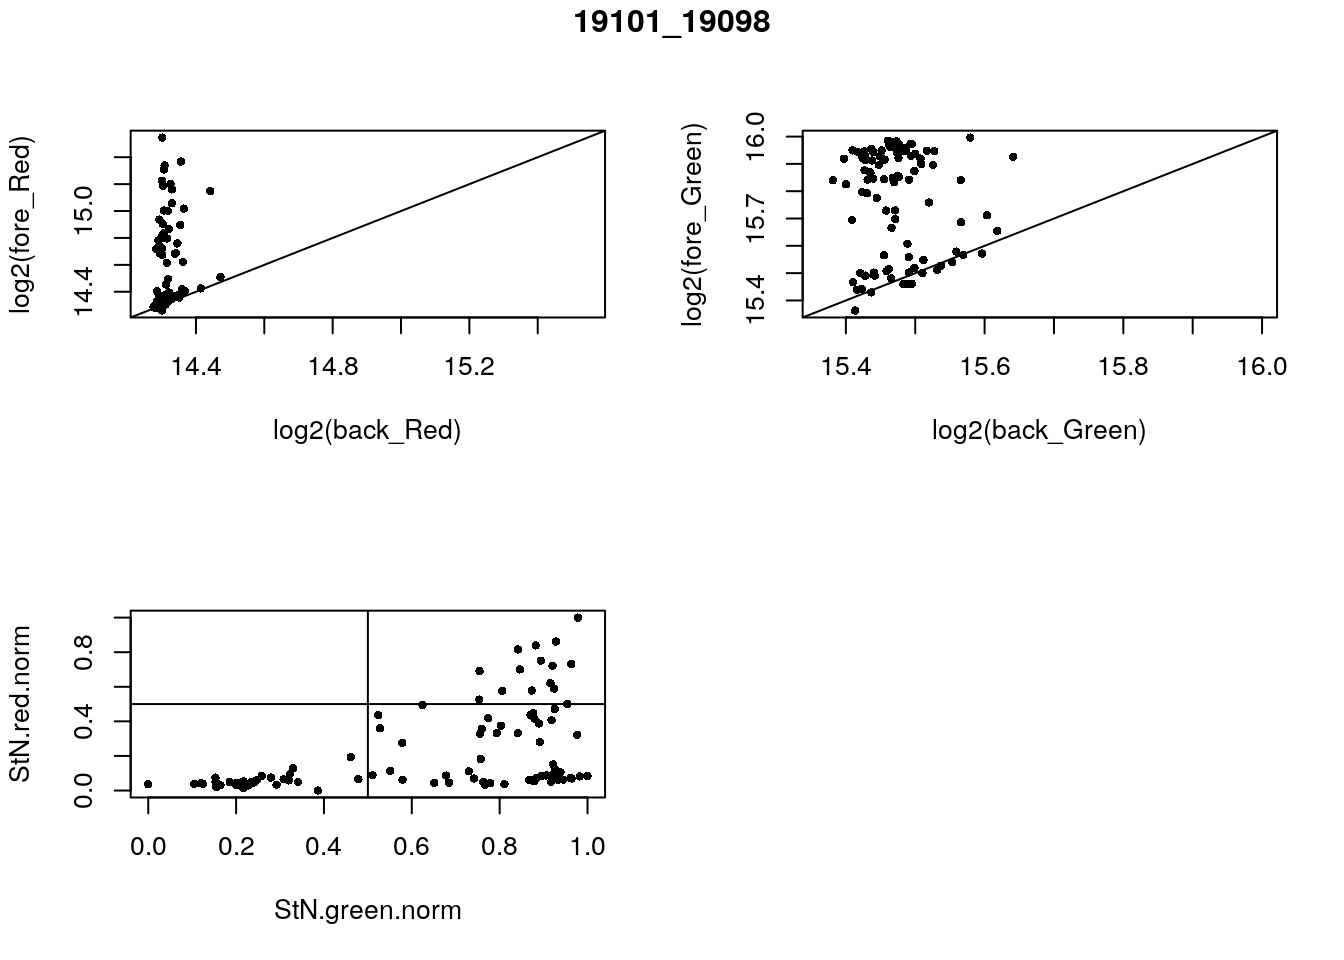 19101_19098
log2(fore_Red)
14.4 15.0
14.4 14.8 15.2
log2(back_Red)
log2(fore_Green)
15.4 15.7 16.0
15.4 15.6 15.8 16.0
log2(back_Green)
StN.red.norm
0.0 0.4 0.8
0.0 0.2 0.4 0.6 0.8 1.0
StN.green.norm